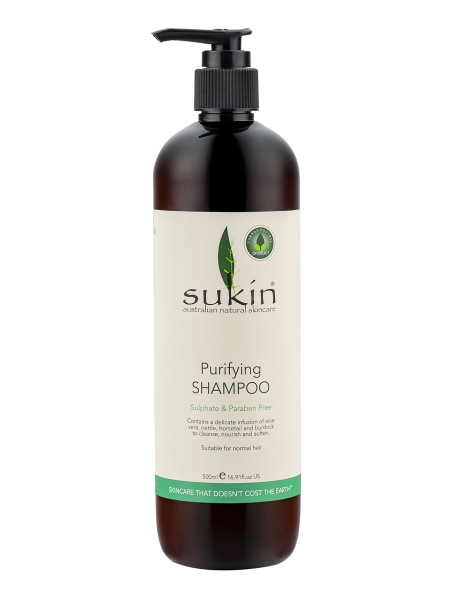 sukin®
australian natural skincare
Purifying
SHAMPOO
Sulphate & Paraben Free
Contains a delicate infusion of aloe
vera, nettle, horsetail and burdock
to cleanse, nourish and soften.
Suitable for normal hair
500ml ℮ 16.91fl.oz US
SKINCARE THAT DOESN'T COST THE EARTH™